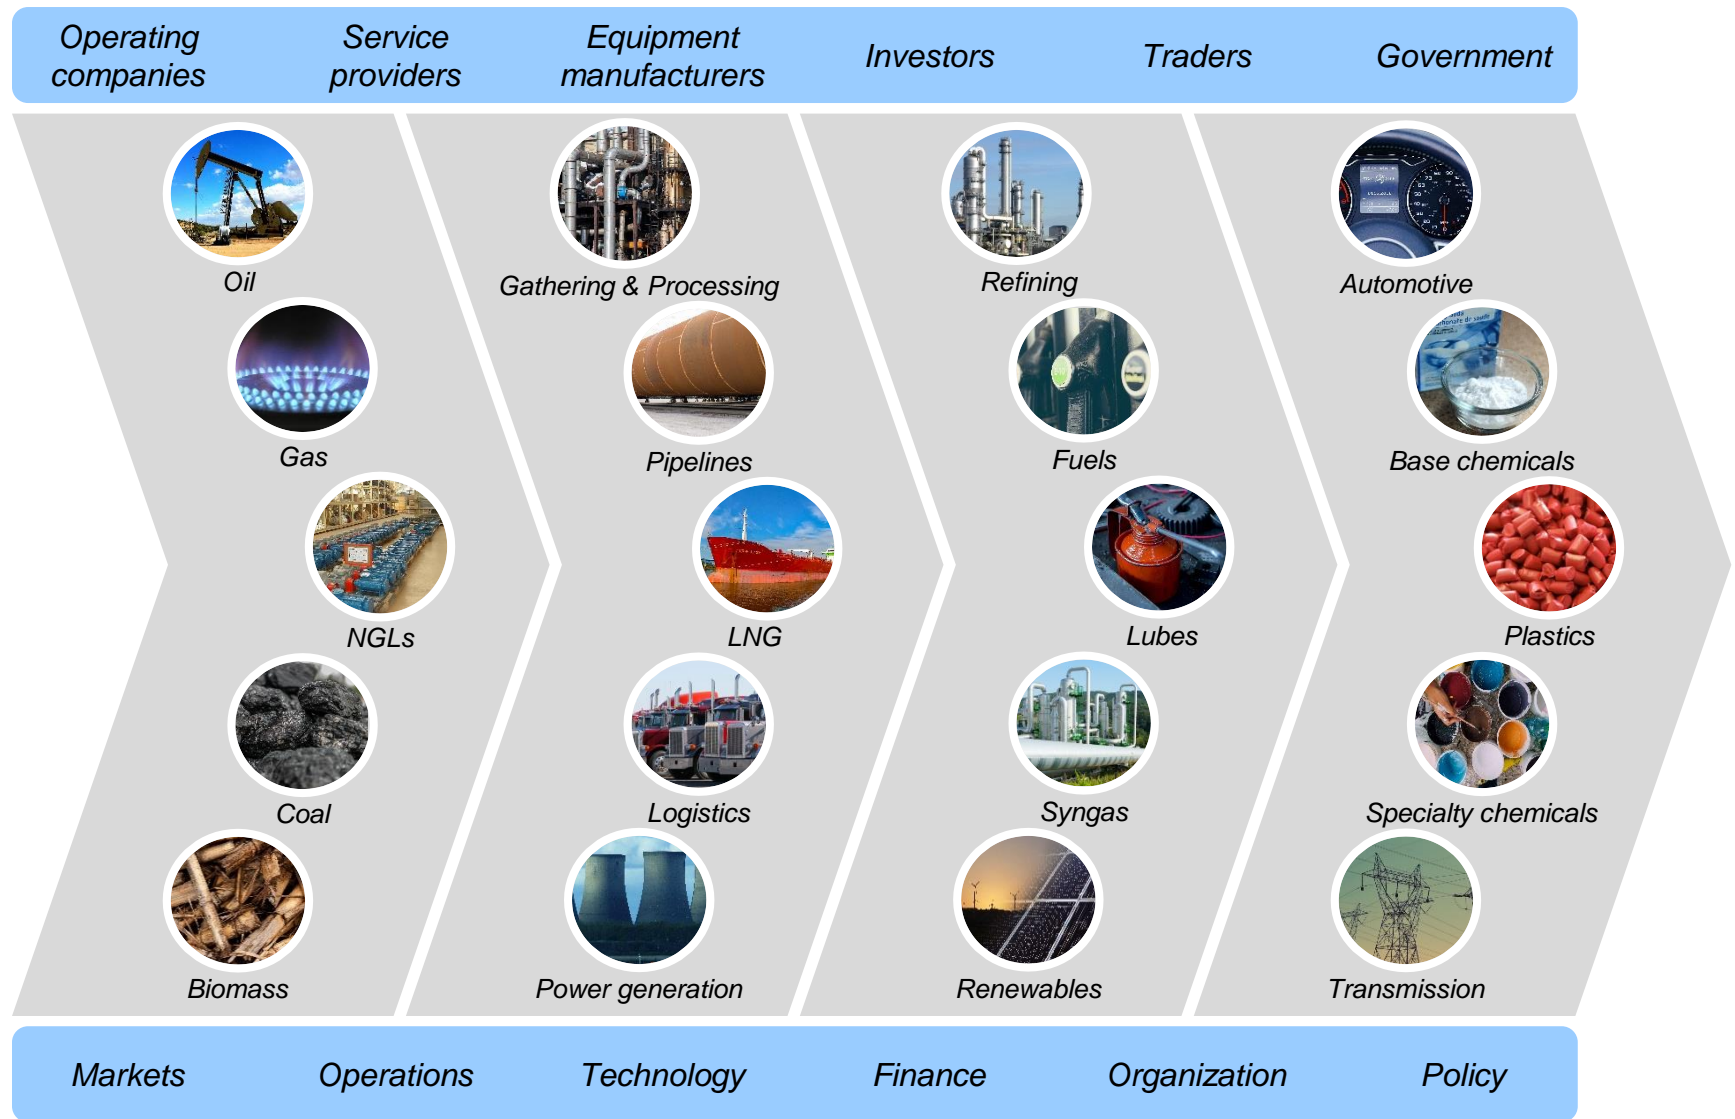 Operating
companies
Service
providers
Equipment
manufacturers
Investors
Traders
Government
Oil
Gas
NGLs
Coal
Biomass
Gathering & Processing
Pipelines
LNG
Logistics
Power generation
Refining
Fuels
Lubes
Syngas
Renewables
Automotive
Base chemicals
Plastics
Specialty chemicals
Transmission
Markets
Operations
Technology
Finance
Organization
Policy